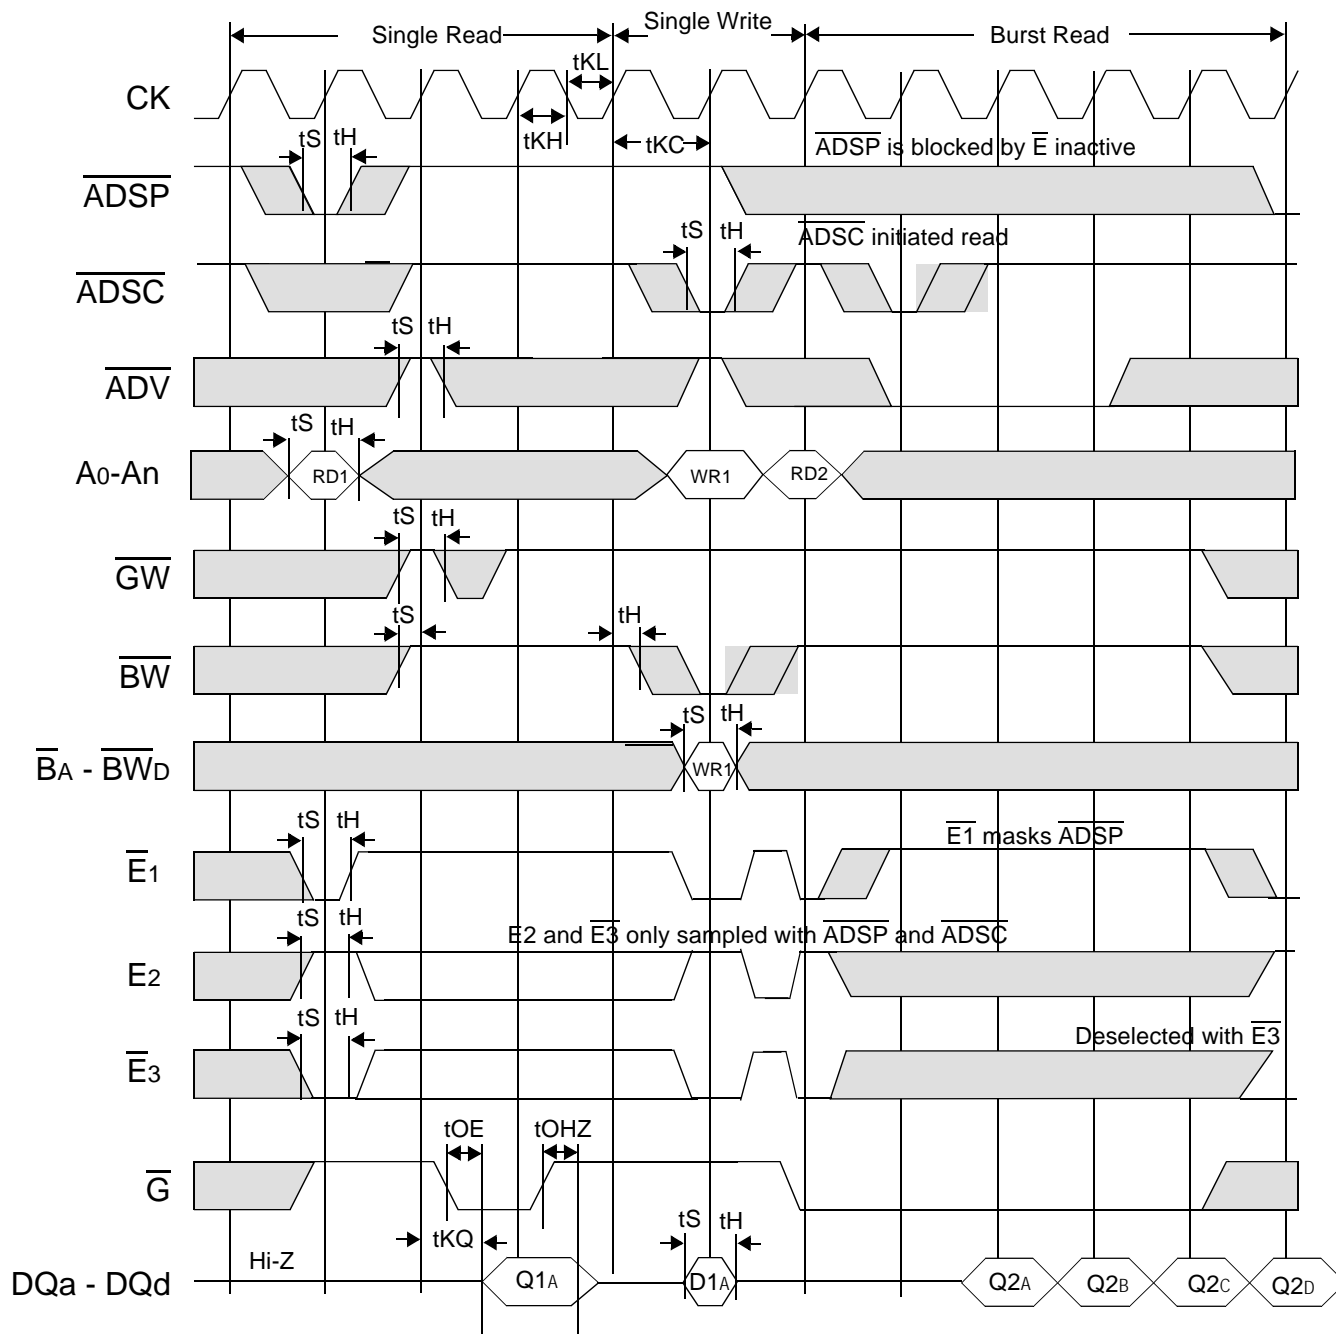 Single Read
Single Write
Burst Read
CK
tKL
tKH
tKC
tS
tH
ADSP is blocked by E inactive
ADSP
tS
tH
ADSC initiated read
ADSC
tS
tH
ADV
tS
tH
A0-An
RD1
WR1
RD2
tS
tH
GW
tS
tH
BW
tS
tH
BA - BWD
WR1
tS
tH
E1 masks ADSP
E1
tS
tH
E2 and E3 only sampled with ADSP and ADSC
E2
tS
tH
Deselected with E3
E3
tOE
tOHZ
G
tKQ
tS
tH
Hi-Z
DQa - DQd
Q1A
D1A
Q2A
Q2B
Q2C
Q2D